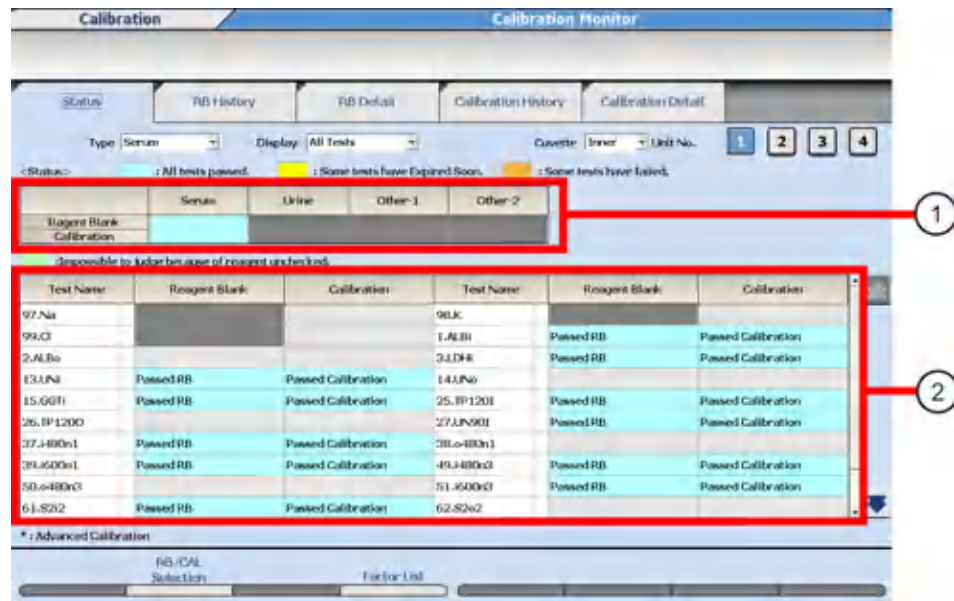 Calibration Calibration Monitor
Status RB History RB Detail Calibration History Calibration Detail
Type Serum Display All Tests Cuvette Inner Unit No. 1 2 3 4
<Status> : All tests passed. : Some tests have Expired Soon. : Some tests have failed.
Serum Urine Other-1 Other-2
Reagent Blank
Calibration
1
:Impossible to judge because of reagent unchecked.
Test Name Reagent Blank Calibration Test Name Reagent Blank Calibration
97.Na 98.K
99.Cl 1.ALBi Passed RB Passed Calibration
2.ALBo 3.LDHi Passed RB Passed Calibration
13.UNi Passed RB Passed Calibration 14.UNo
15.GGTi Passed RB Passed Calibration 25.TP120I Passed RB Passed Calibration
26.TP120O 27.UN90I Passed RB Passed Calibration
37.i480n1 Passed RB Passed Calibration 38.o480n1
39.i600n1 Passed RB Passed Calibration 49.i480n3 Passed RB Passed Calibration
50.o480n3 51.i600n3 Passed RB Passed Calibration
61.82i2 Passed RB Passed Calibration 62.82o2
2
* : Advanced Calibration
RB/CAL
Selection Factor List